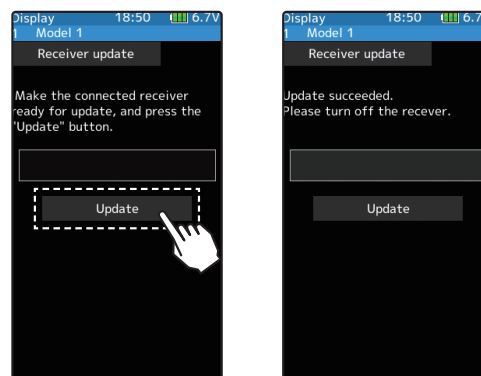 Display 18:50 6.7V
1 Model 1
Receiver update
Make the connected receiver
ready for update, and press the
"Update" button.
Update
Display 18:50 6.7
1 Model 1
Receiver update
Update succeeded.
Please turn off the recever.
Update